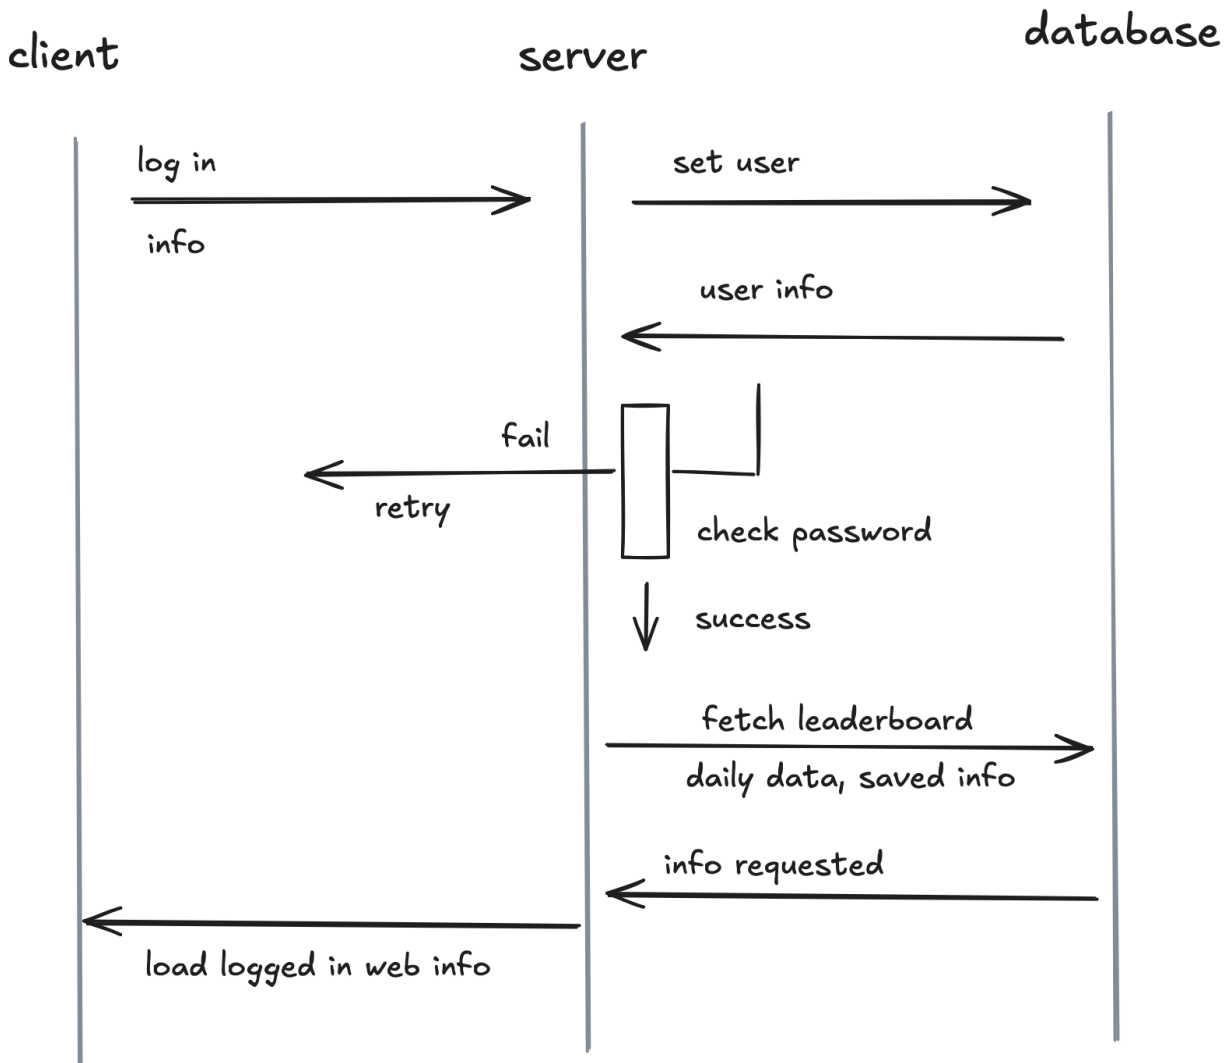 client
server
database
log in
info
set user
user info
fail
retry
check password
success
fetch leaderboard
daily data, saved info
info requested
load logged in web info